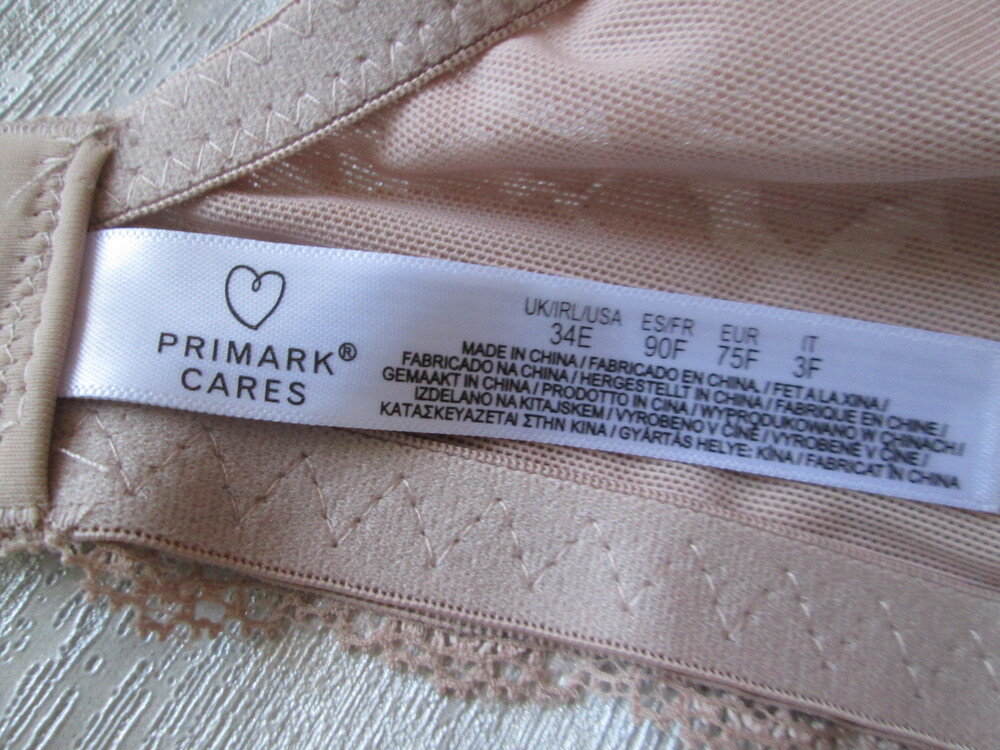 PRIMARK®
CARES
UK/IRL/USA ES/FR EUR IT
34E 90F 75F 3F
MADE IN CHINA / FABRICADO EN CHINA. / FET A LA XINA /
FABRICADO NA CHINA / HERGESTELLT IN CHINA / FABRIQUE EN CHINE /
GEMAAKT IN CHINA / PRODOTTO IN CINA / WYPRODUKOWANO W CHINACH /
IZDELANO NA KITAJSKEM / VYROBENO V ČÍNĚ / VYROBENÉ V ČÍNE /
ΚΑΤΑΣΚΕΥΑΖΕΤΑΙ ΣΤΗΝ ΚΙΝΑ / GYÁRTÁS HELYE: KÍNA / FABRICAT ÎN CHINA